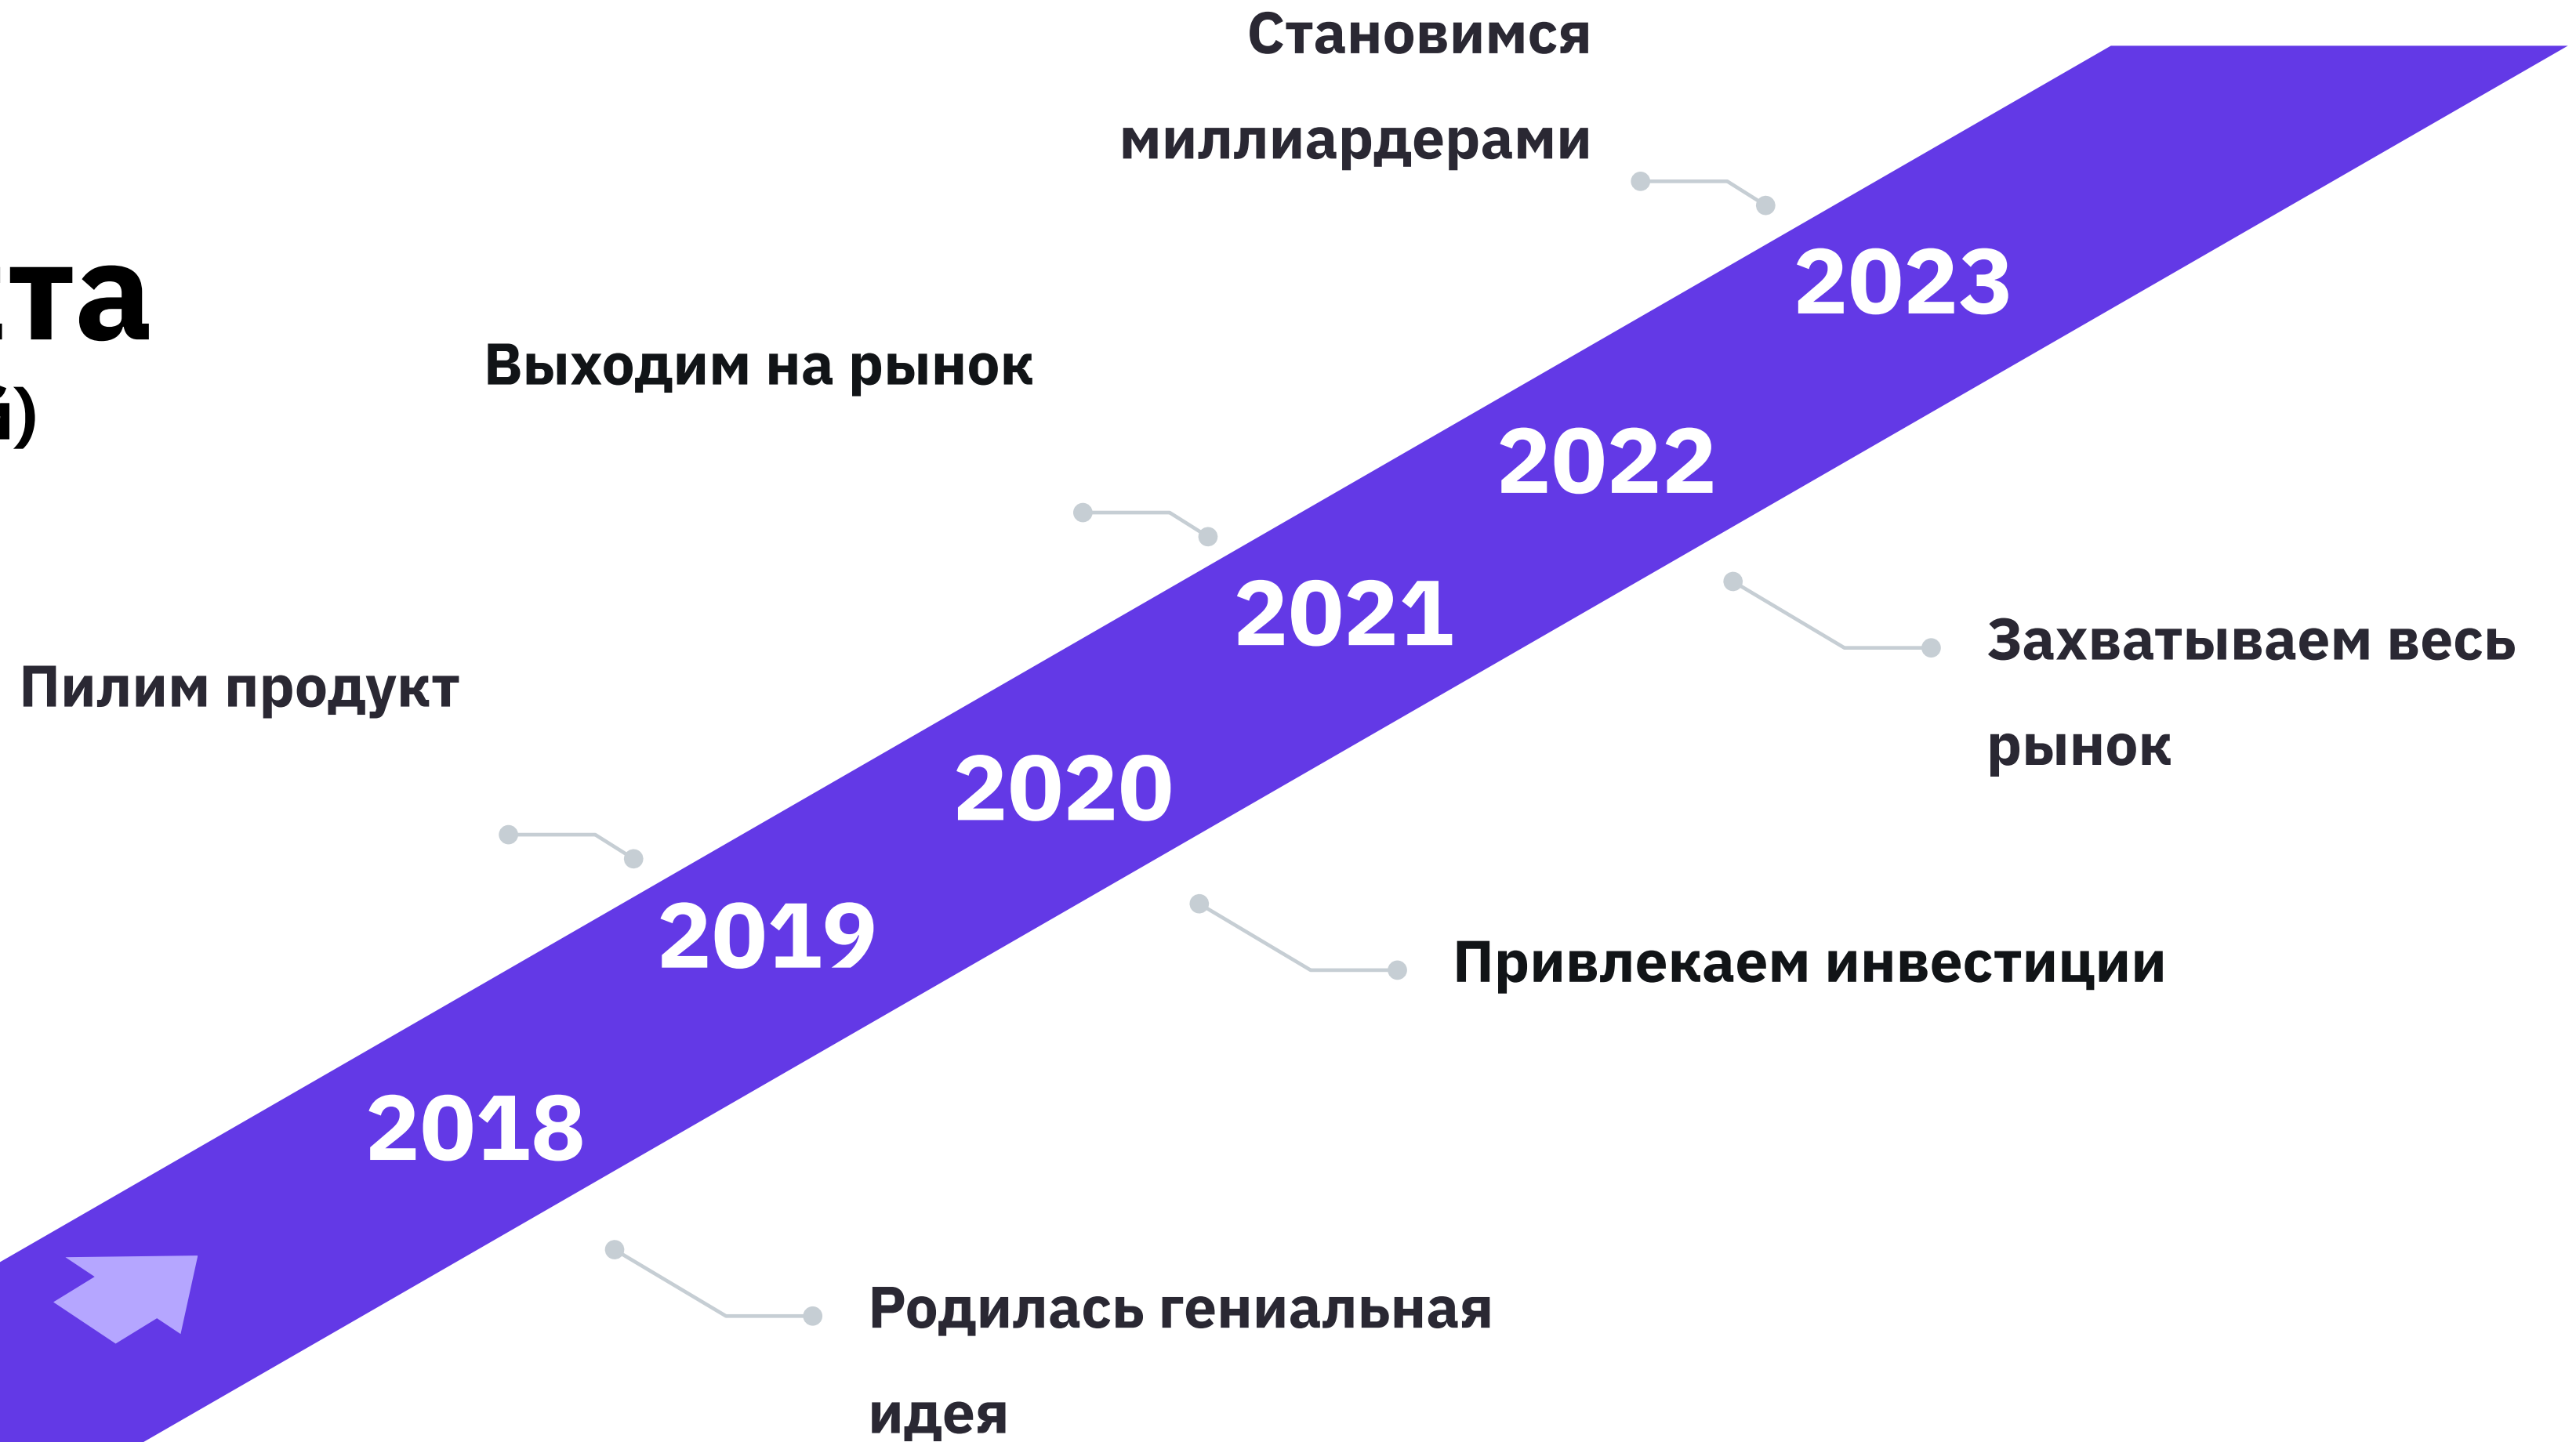 Становимся
миллиардерами
2023
Выходим на рынок
2022
2021
Захватываем весь
рынок
Пилим продукт
2020
2019
Привлекаем инвестиции
2018
Родилась гениальная
идея